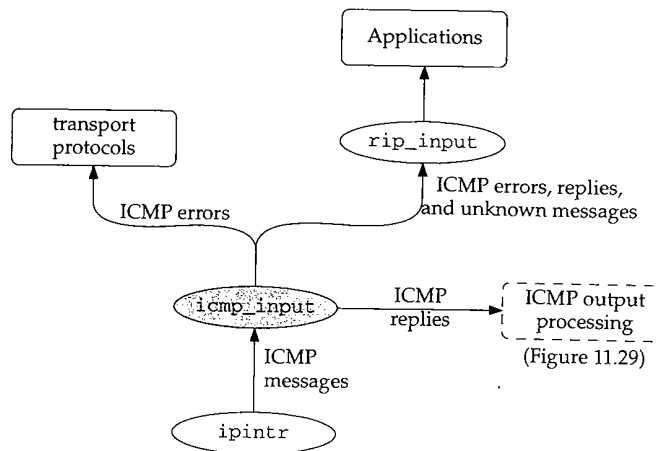 Applications
transport
protocols
rip_input
ICMP errors
ICMP errors, replies,
and unknown messages
icmp_input
ICMP
replies
ICMP output
processing
(Figure 11.29)
ICMP
messages
ipintr